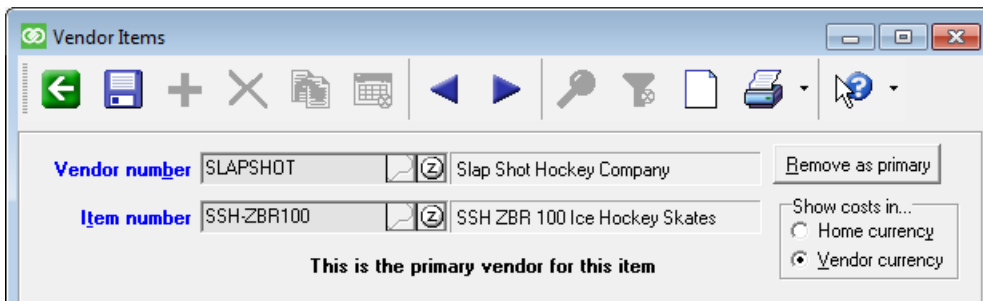 Vendor Items
Vendor number SLAPSHOT Z Slap Shot Hockey Company Remove as primary
Item number SSH-ZBR100 Z SSH ZBR 100 Ice Hockey Skates Show costs in...
Home currency
This is the primary vendor for this item Vendor currency